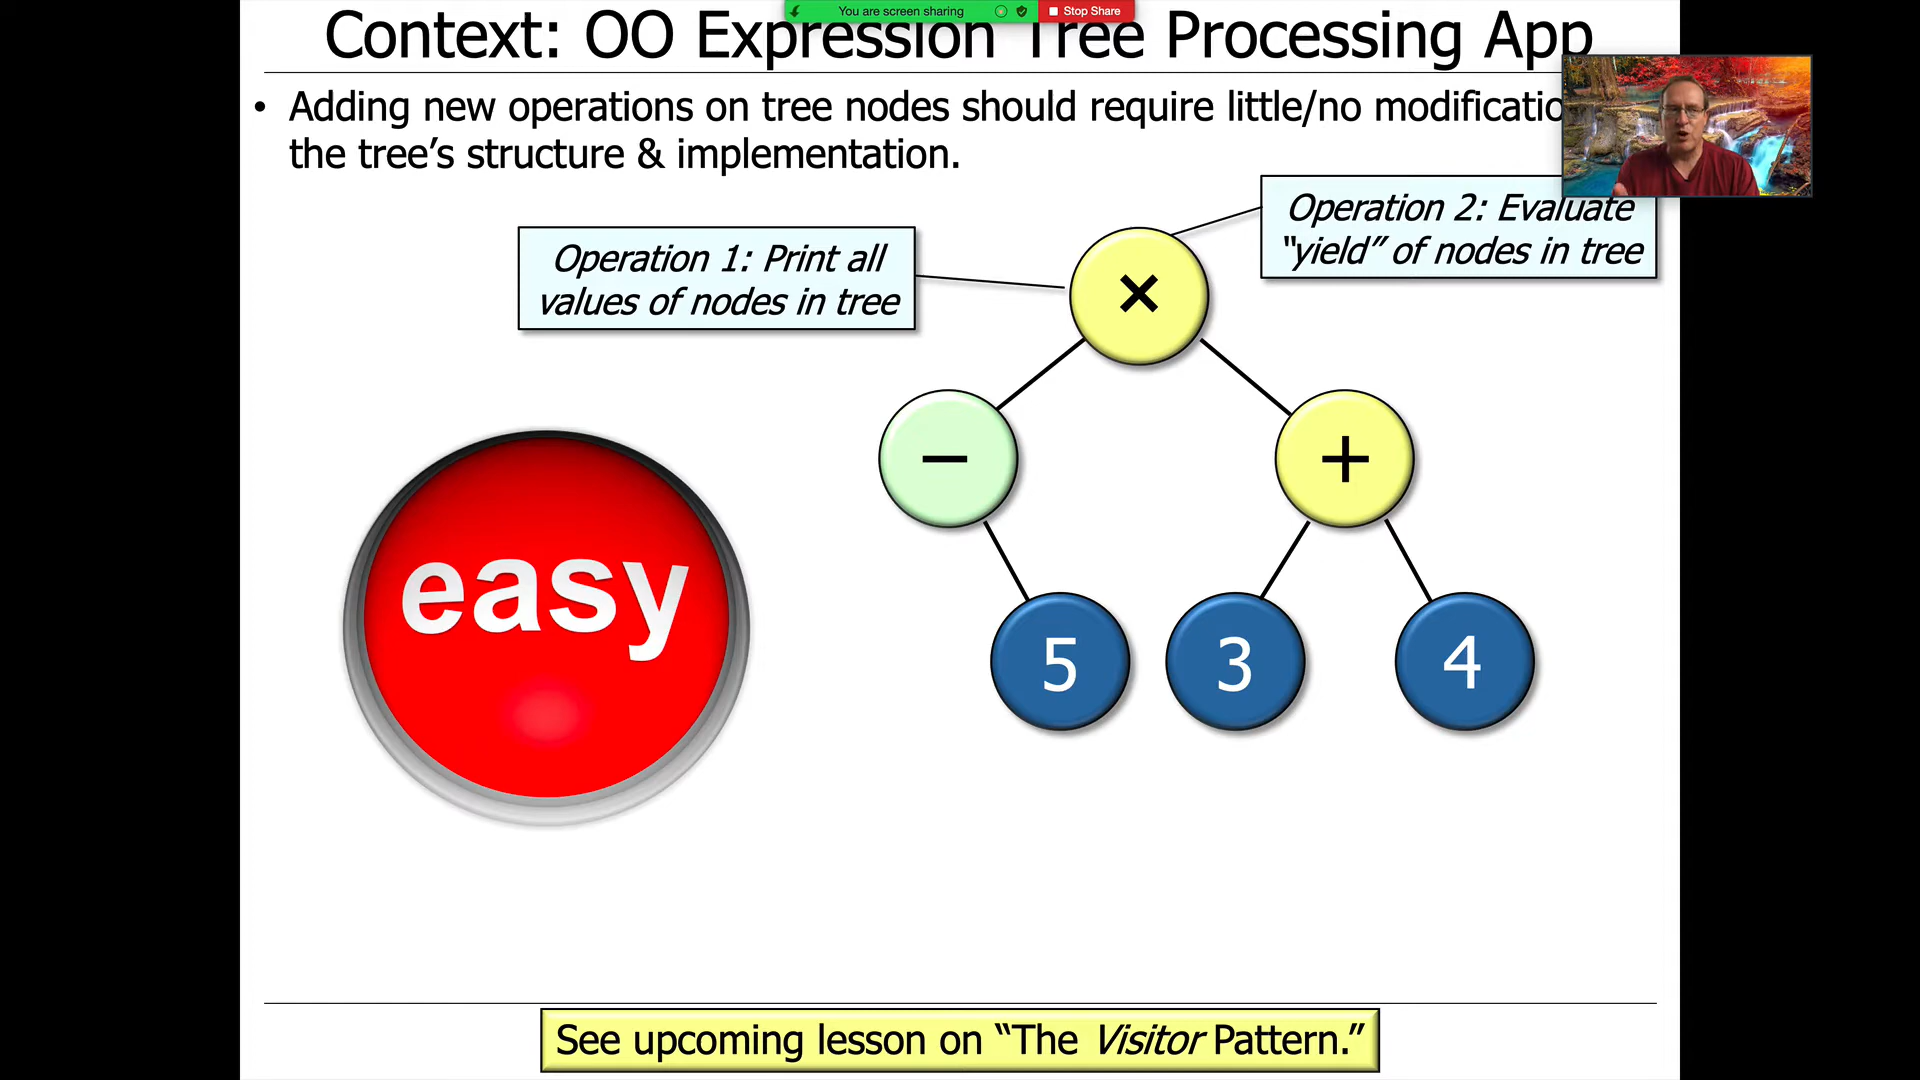 You are screen sharing
Stop Share
Context: OO Expression Tree Processing App
• Adding new operations on tree nodes should require little/no
the tree’s structure & implementation.
Operation 1: Print all
values of nodes in tree
Operation 2: Evaluate
“yield” of nodes in tree
×
−
+
5
3
4
easy
See upcoming lesson on “The Visitor Pattern.”